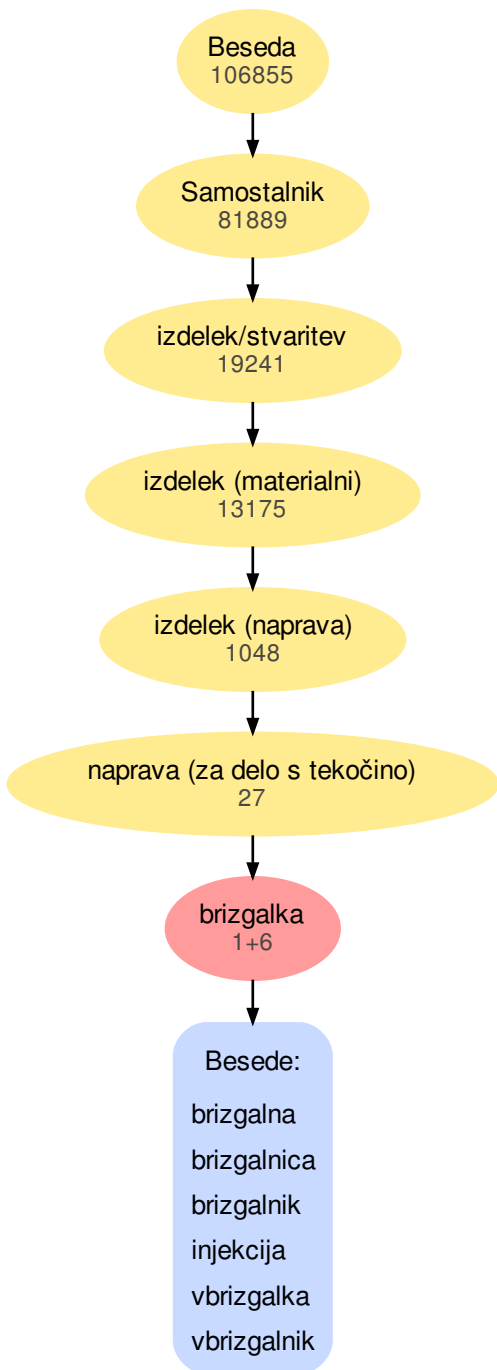 Beseda
106855
Samostalnik
81889
izdelek/stvaritev
19241
izdelek (materialni)
13175
izdelek (naprava)
1048
naprava (za delo s tekočino)
27
brizgalka
1+6
Besede:
brizgalna
brizgalnica
brizgalnik
injekcija
vbrizgalka
vbrizgalnik